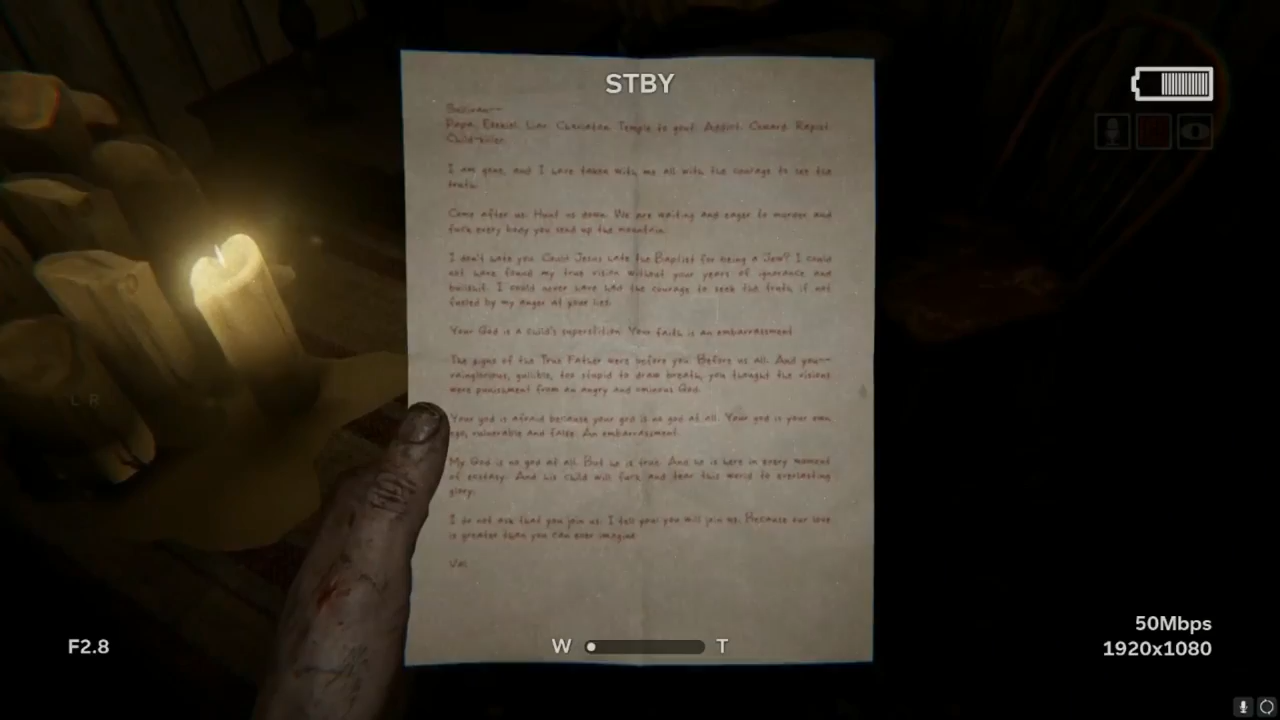 STBY
Sullivan--
Papa. Ezekiel. Liar. Charlatan. Temple to gout. Addict. Coward. Rapist.
Child-killer.
I am gone, and I have taken with me all with the courage to see the
truth.
Come after us. Hunt us down. We are waiting and eager to murder and
fuck every body you send up the mountain.
I don't hate you. Could Jesus hate the Baptist for being a Jew? I could
not have found my true vision without your years of ignorance and
bullshit. I could never have had the courage to seek the truth if not
fueled by my anger at your lies.
Your God is a child's superstition. Your faith is an embarrassment.
The signs of the True Father were before you. Before us all. And you--
vainglorious, gullible, too stupid to draw breath, you thought the visions
were punishment from an angry and ominous God.
L R
Your god is afraid because your god is no god at all. Your god is your own
ego, vulnerable and false. An embarrassment.
My God is no god at all. But he is true. And he is here in every moment
of ecstasy. And his child will fuck and tear this world to everlasting
glory.
I do not ask that you join us. I tell you: you will join us. Because our love
is greater than you can ever imagine.
Val
50Mbps
F2.8
W T
1920x1080